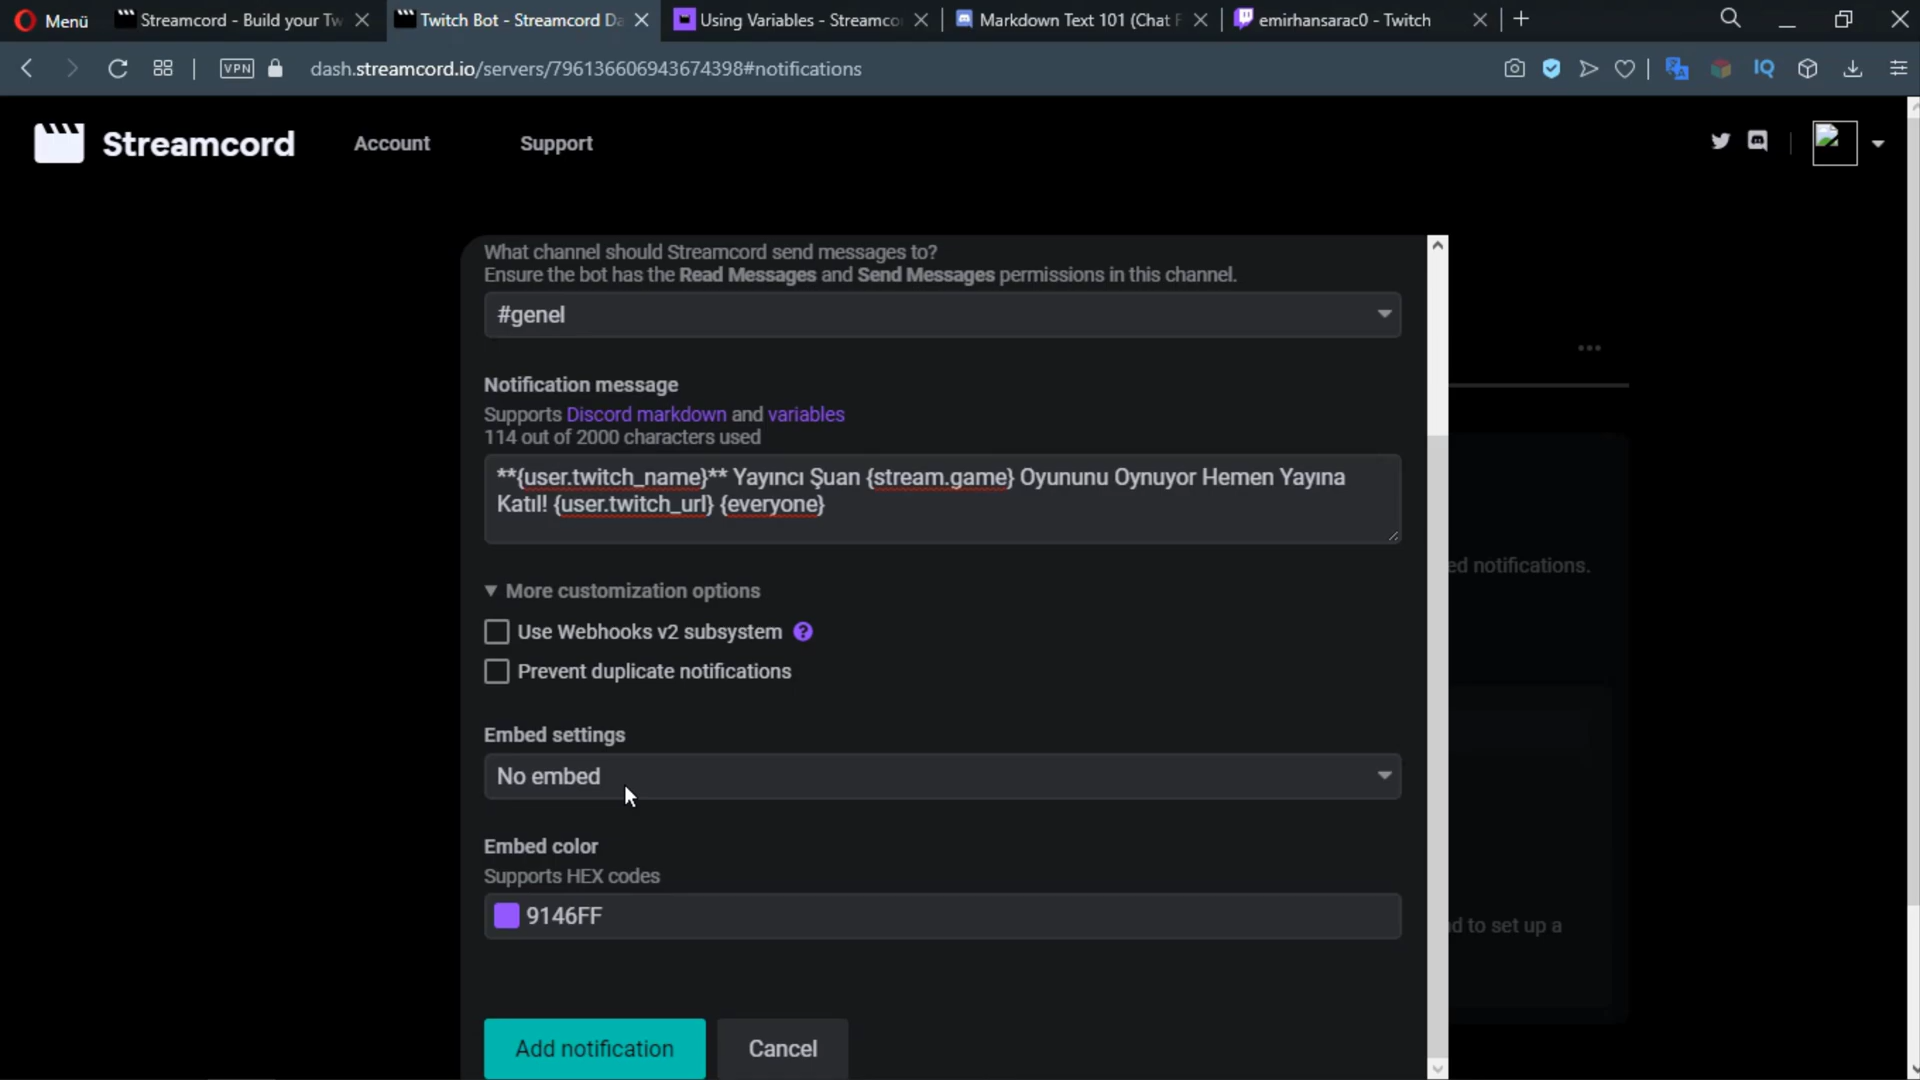 Menü
Streamcord - Build your Tw
Twitch Bot - Streamcord Da
Using Variables - Streamco
Markdown Text 101 (Chat F
emirhansarac0 - Twitch
VPN
dash.streamcord.io/servers/796136606943674398#notifications
IQ
Streamcord
Account
Support
What channel should Streamcord send messages to?
Ensure the bot has the Read Messages and Send Messages permissions in this channel.
#genel
Notification message
Supports Discord markdown and variables
114 out of 2000 characters used
**{user.twitch_name}** Yayıncı Şuan {stream.game} Oyununu Oynuyor Hemen Yayına
Katıl! {user.twitch_url} {everyone}
ed notifications.
More customization options
Use Webhooks v2 subsystem ?
Prevent duplicate notifications
Embed settings
No embed
Embed color
Supports HEX codes
9146FF
d to set up a
Add notification
Cancel